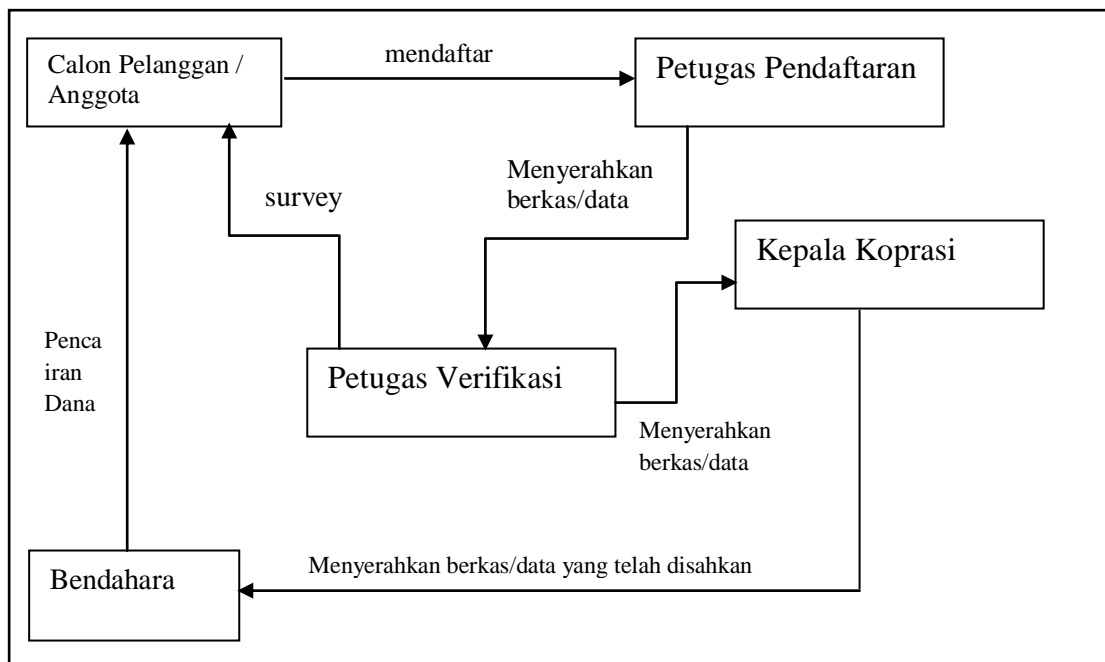 Calon Pelanggan /
Anggota
mendaftar
Petugas Pendaftaran
Menyerahkan
berkas/data
survey
Kepala Koprasi
Penca
iran
Dana
Petugas Verifikasi
Menyerahkan
berkas/data
Bendahara
Menyerahkan berkas/data yang telah disahkan